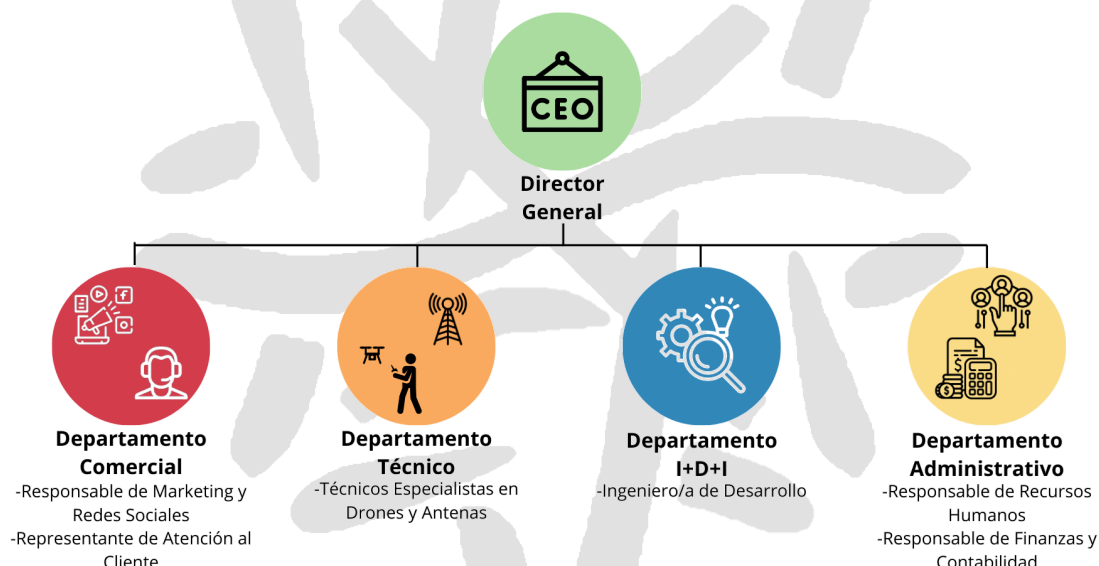 CEO
Director
General
Departamento
Comercial
-Responsable de Marketing y
Redes Sociales
-Representante de Atención al
Cliente
Departamento
Técnico
-Técnicos Especialistas en
Drones y Antenas
Departamento
I+D+I
-Ingeniero/a de Desarrollo
Departamento
Administrativo
-Responsable de Recursos
Humanos
-Responsable de Finanzas y
Contabilidad